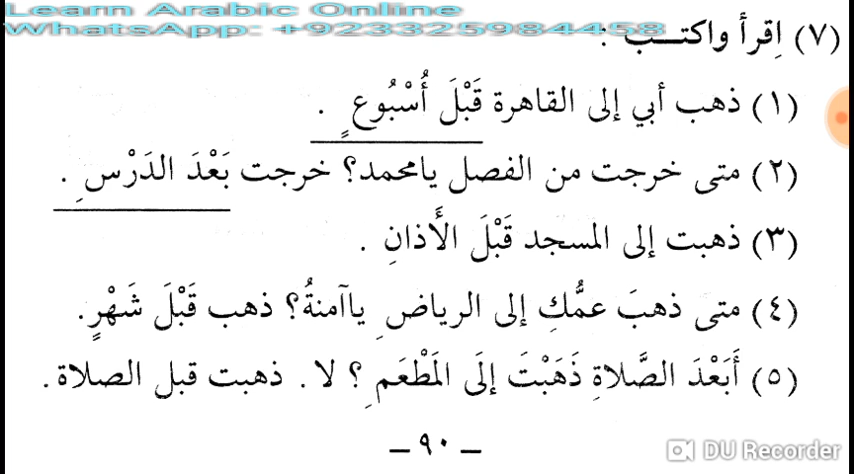 Learn Arabic Online
WhatsApp: +923325984458
(٧) اِقرأ واكتـــب :
(١) ذهب أبي إلى القاهرة قَبْلَ أُسْبُوعٍ .
(٢) متى خرجت من الفصل يامحمد؟ خرجت بَعْدَ الدَرْسِ .
(٣) ذهبت إلى المسجد قَبْلَ الأَذانِ .
(٤) متى ذهبَ عمُّكِ إلى الرياضِ ياآمنةُ؟ ذهب قَبْلَ شَهْرٍ.
(٥) أَبَعْدَ الصَّلاةِ ذَهَبْتَ إلَى المَطْعَمِ؟ لا. ذهبت قبل الصلاة.
– ٩٠ –
DU Recorder